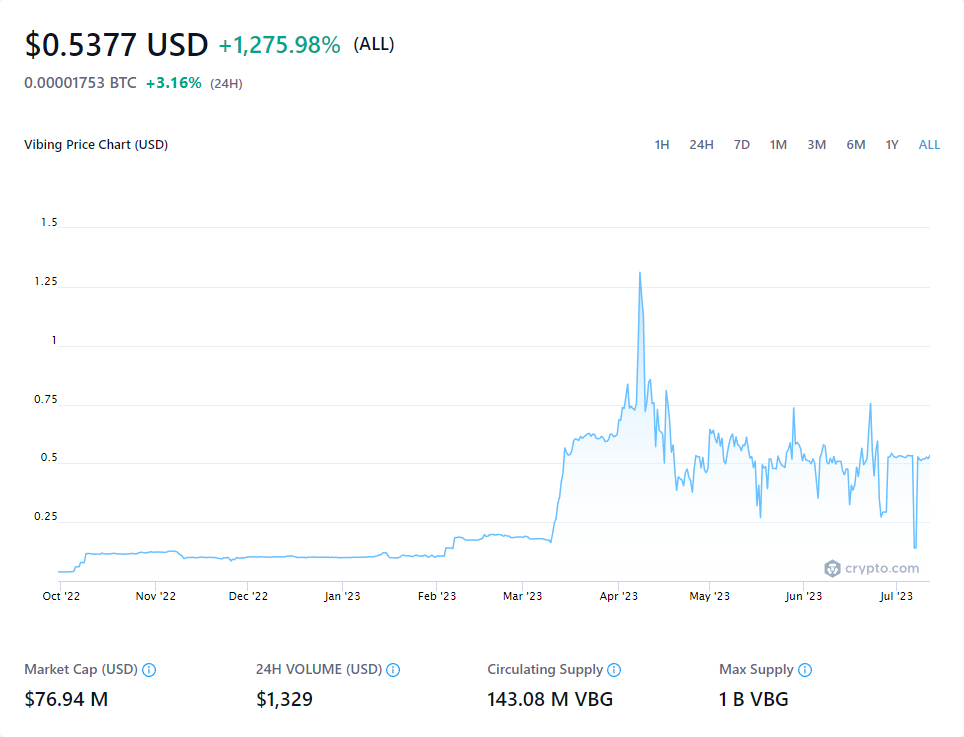 $0.5377 USD +1,275.98% (ALL)
0.00001753 BTC +3.16% (24H)
Vibing Price Chart (USD) 1H 24H 7D 1M 3M 6M 1Y ALL
1.5
1.25
1
0.75
0.5
0.25
crypto.com
Oct '22 Nov '22 Dec '22 Jan '23 Feb '23 Mar '23 Apr '23 May '23 Jun '23 Jul '23
Market Cap (USD) 24H VOLUME (USD) Circulating Supply Max Supply
$76.94 M $1,329 143.08 M VBG 1 B VBG